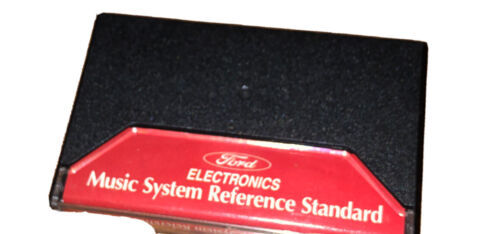 Ford
ELECTRONICS
Music System Reference Standard